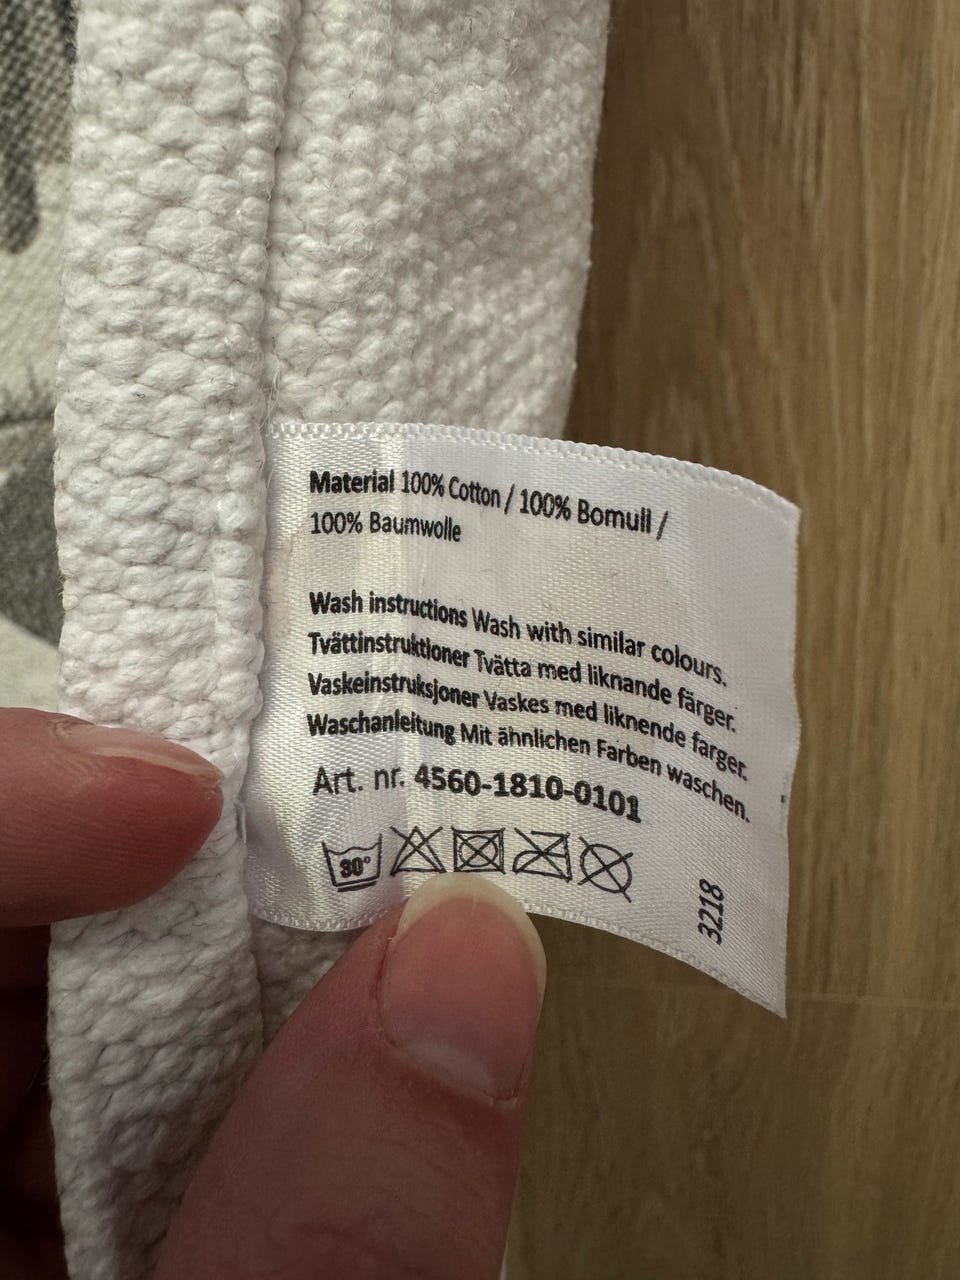 Material 100% Cotton / 100% Bomull /
100% Baumwolle
Wash instructions Wash with similar colours.
Tvättinstruktioner Tvätta med liknande färger.
Vaskeinstruksjoner Vaskes med liknende farger.
Waschanleitung Mit ähnlichen Farben waschen.
Art. nr. 4560-1810-0101
30°
3218